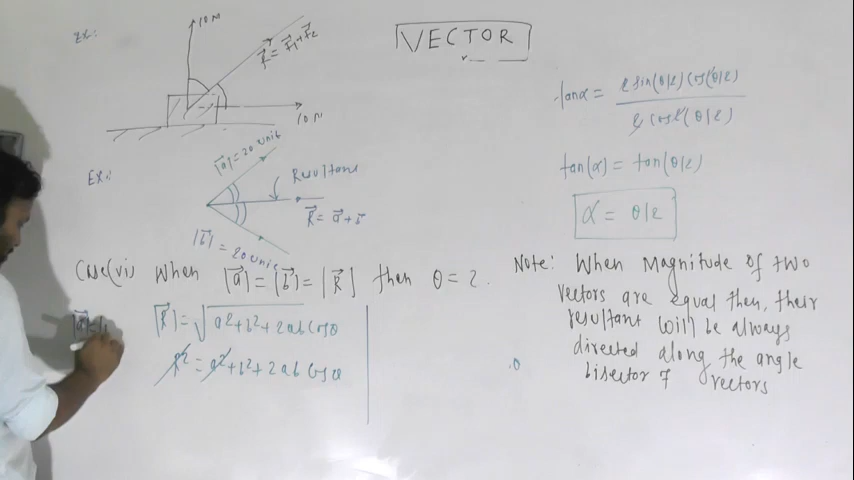 VECTOR
Ex:
10 N
R = F1+F2
10 N
Ex:
|a| = 20 unit
Resultant
R = a + b
|b| = 20 unit
Case(vi) When |a| = |b| = |R| then θ = ?
|R| = √a²+b²+2ab cosθ
R² = a²+b²+2ab cosθ
|a| =
tanα = 2 sin(θ/2) cos(θ/2)
2 cos²(θ/2)
tan(α) = tan(θ/2)
α = θ/2
Note: When Magnitude of two
vectors are equal then, their
resultant will be always
directed along the angle
bisector of vectors